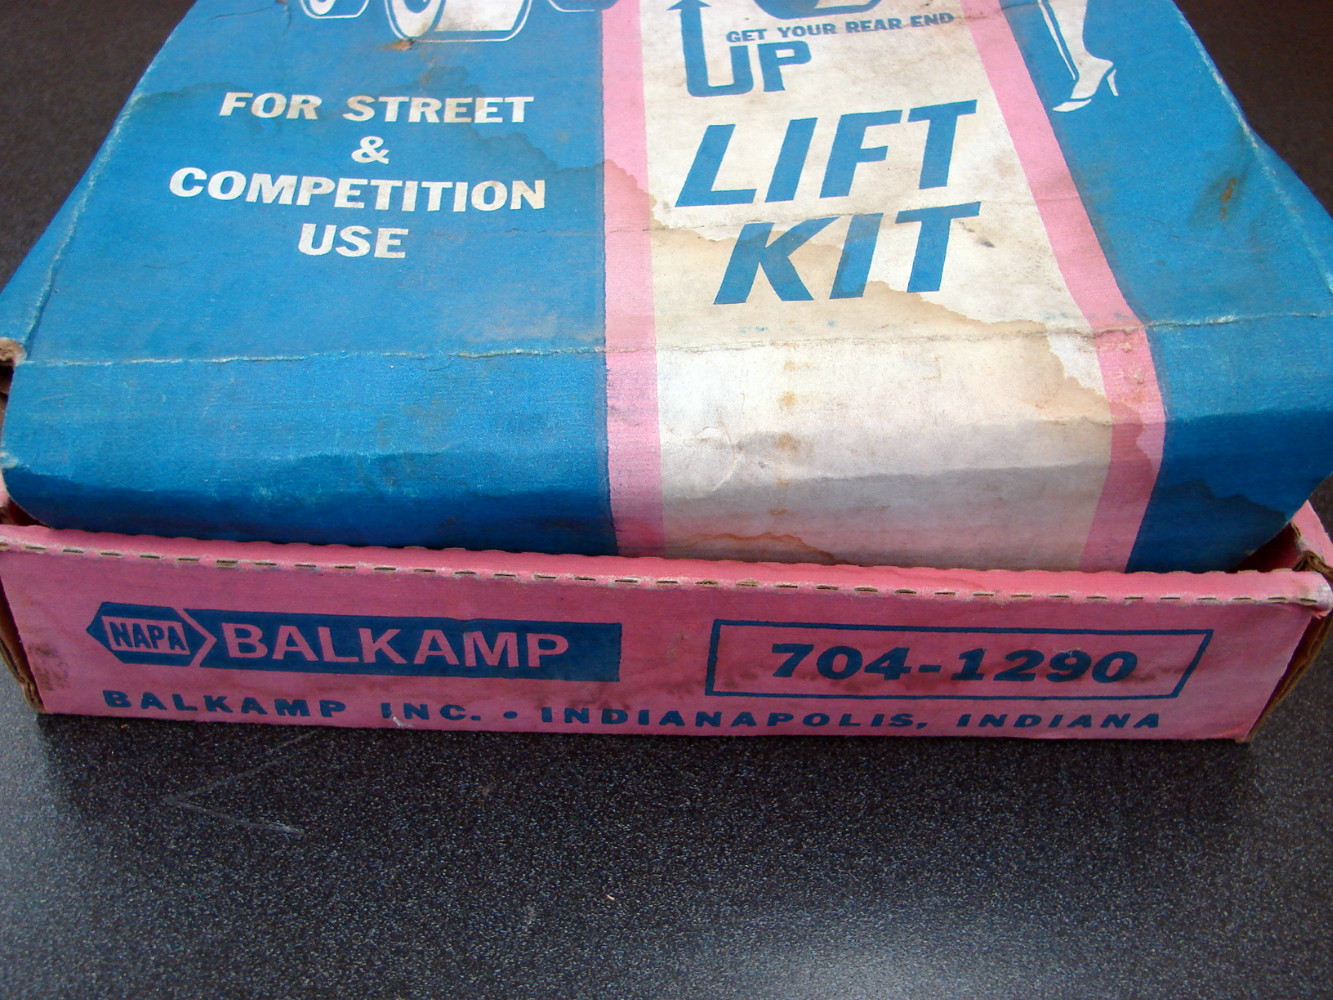 FOR STREET
&
COMPETITION
USE
GET YOUR REAR END
UP
LIFT
KIT
NAPA BALKAMP
704-1290
BALKAMP INC. • INDIANAPOLIS, INDIANA